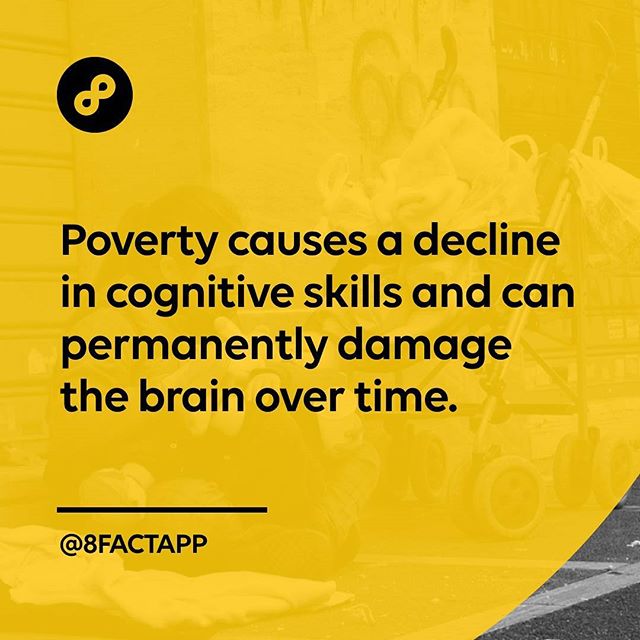 Poverty causes a decline
in cognitive skills and can
permanently damage
the brain over time.
@8FACTAPP